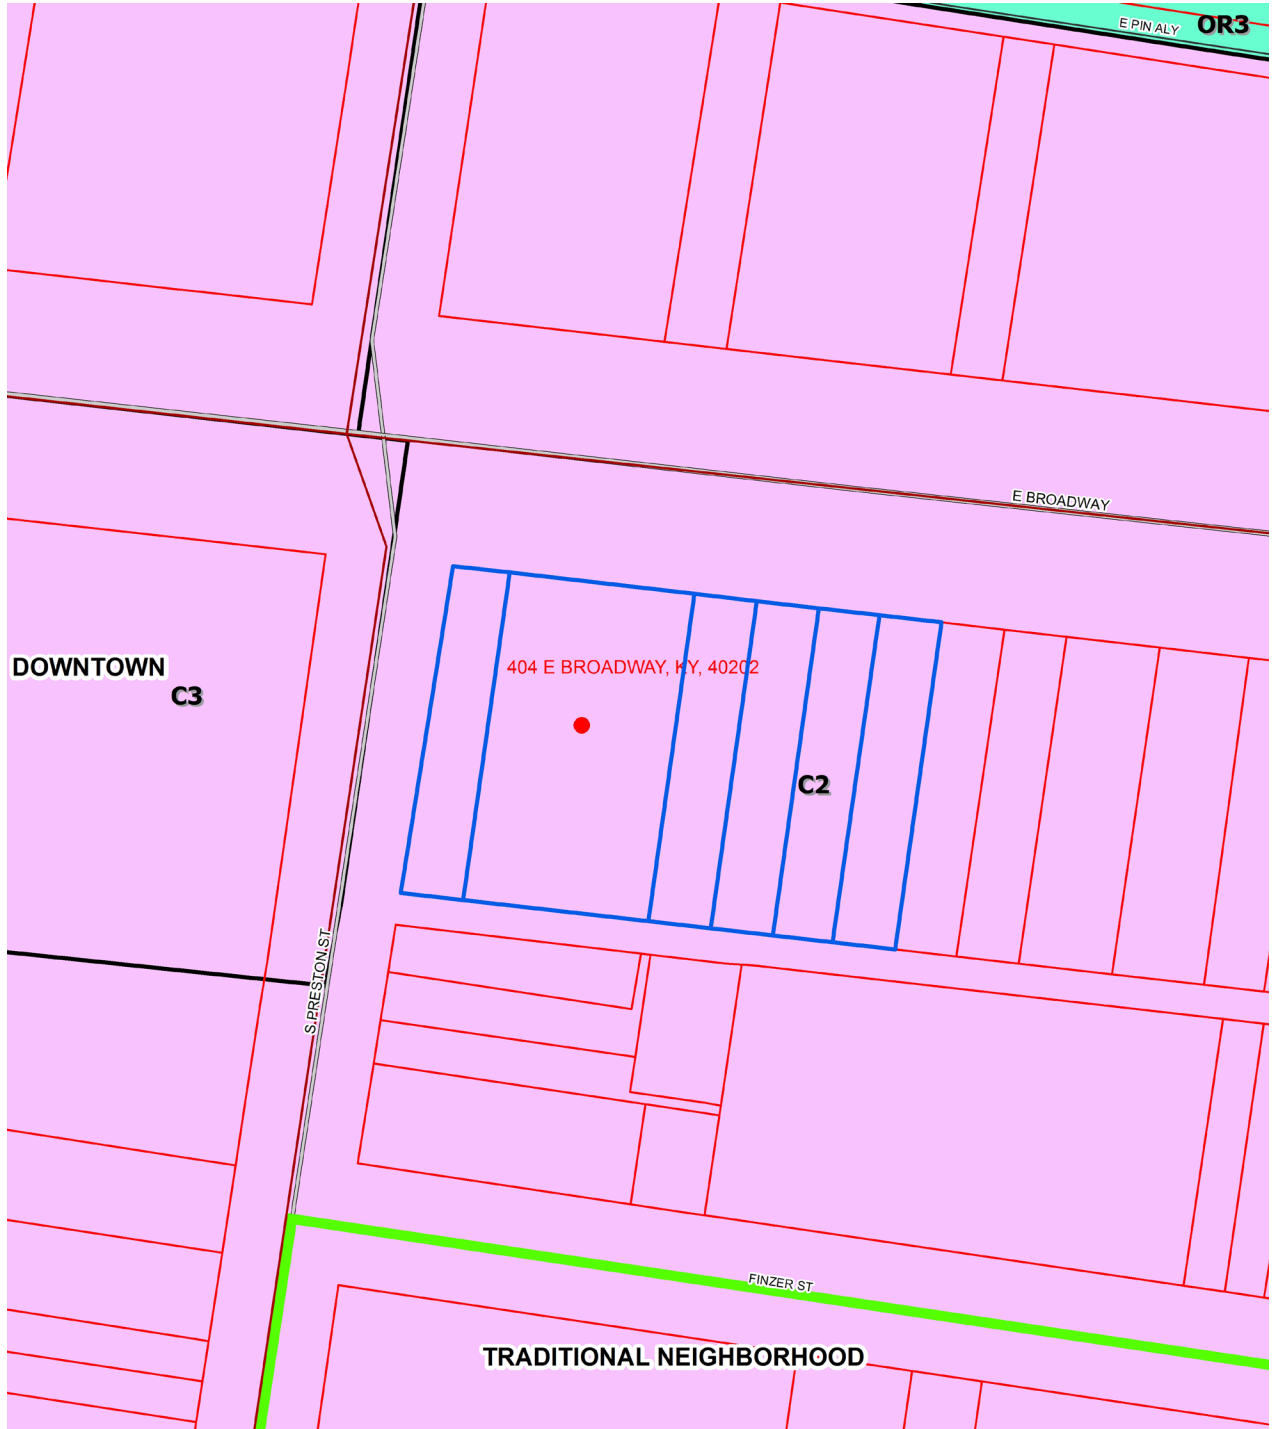 E PIN ALY
OR3
E BROADWAY
DOWNTOWN
C3
404 E BROADWAY, KY, 40202
C2
S PRESTON ST
FINZER ST
TRADITIONAL NEIGHBORHOOD